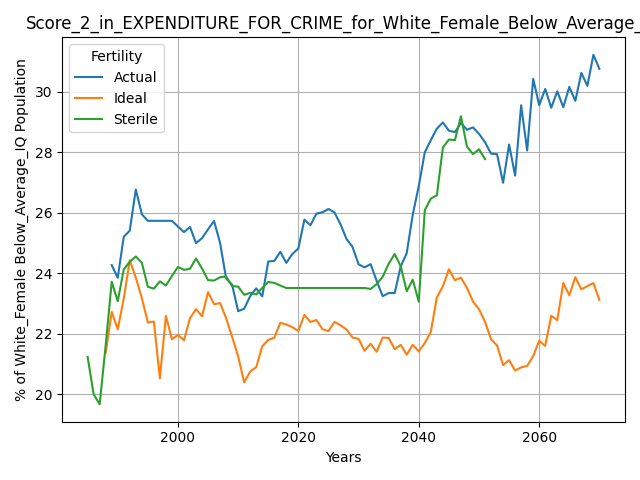 Score_2_in_EXPENDITURE_FOR_CRIME_for_White_Female_Below_Average_
Fertility
Actual
Ideal
Sterile
% of White_Female Below_Average_IQ Population
30
28
26
24
22
20
2000
2020
2040
2060
Years